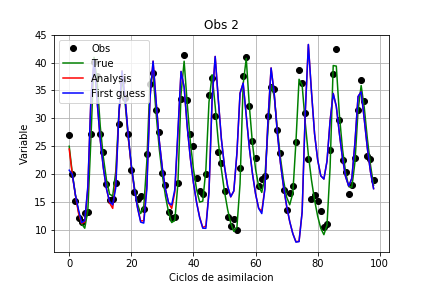 Obs 2
45
40
35
30
25
20
15
10
Variable
Obs
True
Analysis
First guess
0 20 40 60 80 100
Ciclos de asimilacion